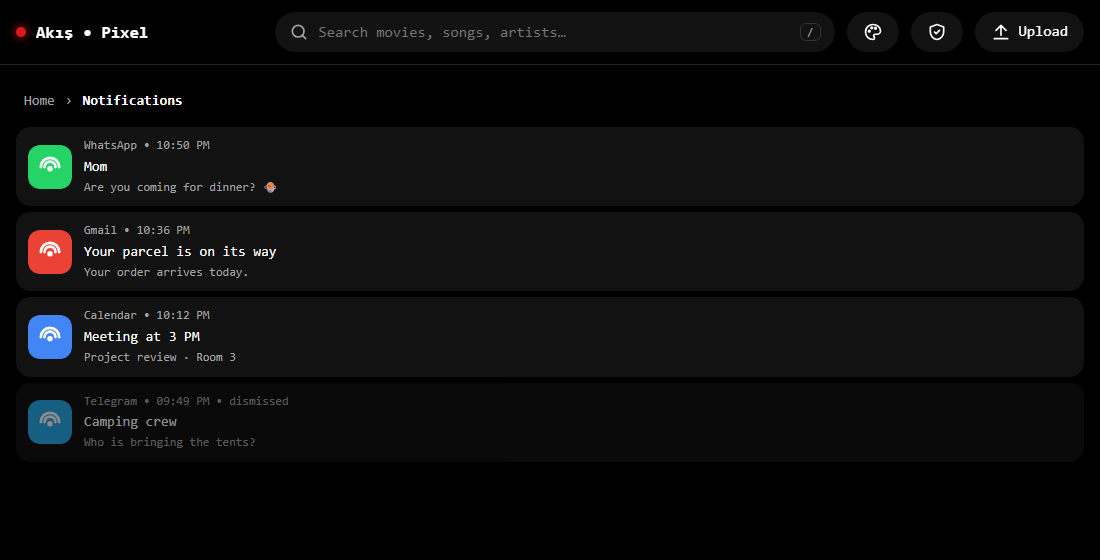 Akış • Pixel
Search movies, songs, artists…
/
Upload
Home › Notifications
WhatsApp • 10:50 PM
Mom
Are you coming for dinner?
Gmail • 10:36 PM
Your parcel is on its way
Your order arrives today.
Calendar • 10:12 PM
Meeting at 3 PM
Project review · Room 3
Telegram • 09:49 PM • dismissed
Camping crew
Who is bringing the tents?